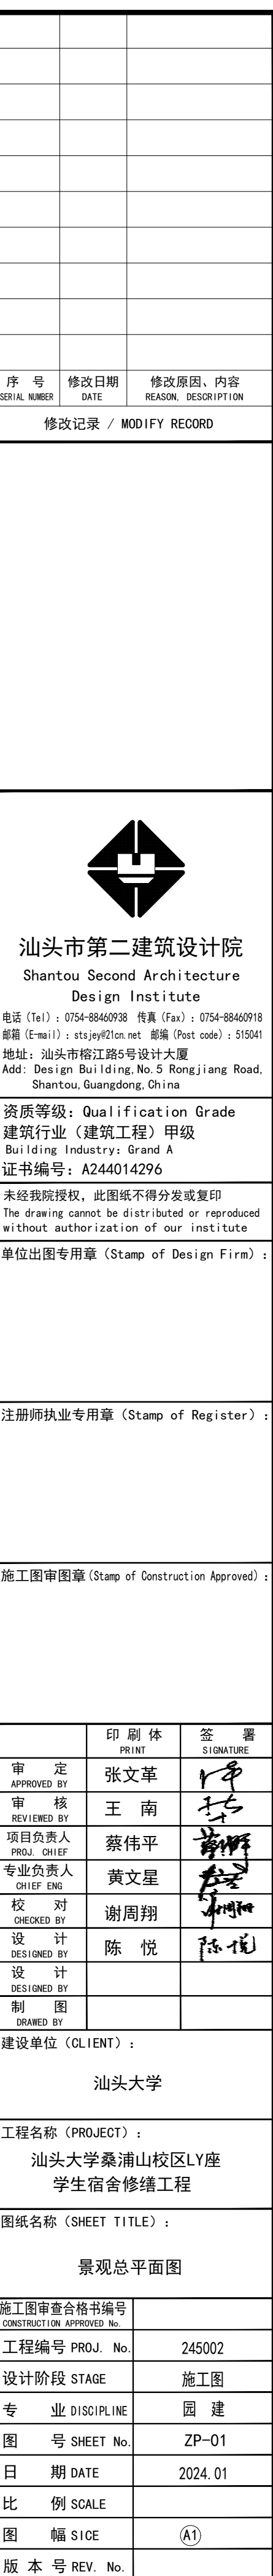 序 号 修改日期 修改原因、内容
SERIAL NUMBER DATE REASON, DESCRIPTION
修改记录 / MODIFY RECORD
汕头市第二建筑设计院
Shantou Second Architecture
Design Institute
电话（Tel）: 0754-88460938 传真（Fax）: 0754-88460918
邮箱（E-mail）: stsjey@21cn.net 邮编（Post code）: 515041
地址: 汕头市榕江路5号设计大厦
Add: Design Building,No.5 Rongjiang Road,
Shantou,Guangdong,China
资质等级: Qualification Grade
建筑行业（建筑工程）甲级
Building Industry: Grand A
证书编号: A244014296
未经我院授权，此图纸不得分发或复印
The drawing cannot be distributed or reproduced
without authorization of our institute
单位出图专用章（Stamp of Design Firm）:
注册师执业专用章（Stamp of Register）:
施工图审图章(Stamp of Construction Approved) :
印 刷 体 签 署
PRINT SIGNATURE
审 定 张文革
APPROVED BY
审 核 王 南
REVIEWED BY
项目负责人 蔡伟平
PROJ. CHIEF
专业负责人 黄文星
CHIEF ENG
校 对 谢周翔
CHECKED BY
设 计 陈 悦 陈悦
DESIGNED BY
设 计
DESIGNED BY
制 图
DRAWED BY
建设单位（CLIENT）:
汕头大学
工程名称（PROJECT）:
汕头大学桑浦山校区LY座
学生宿舍修缮工程
图纸名称（SHEET TITLE）:
景观总平面图
施工图审查合格书编号
CONSTRUCTION APPROVED No.
工程编号 PROJ. No. 245002
设计阶段 STAGE 施工图
专 业 DISCIPLINE 园 建
图 号 SHEET No. ZP-01
日 期 DATE 2024.01
比 例 SCALE
图 幅 SICE A1
版 本 号 REV. No.